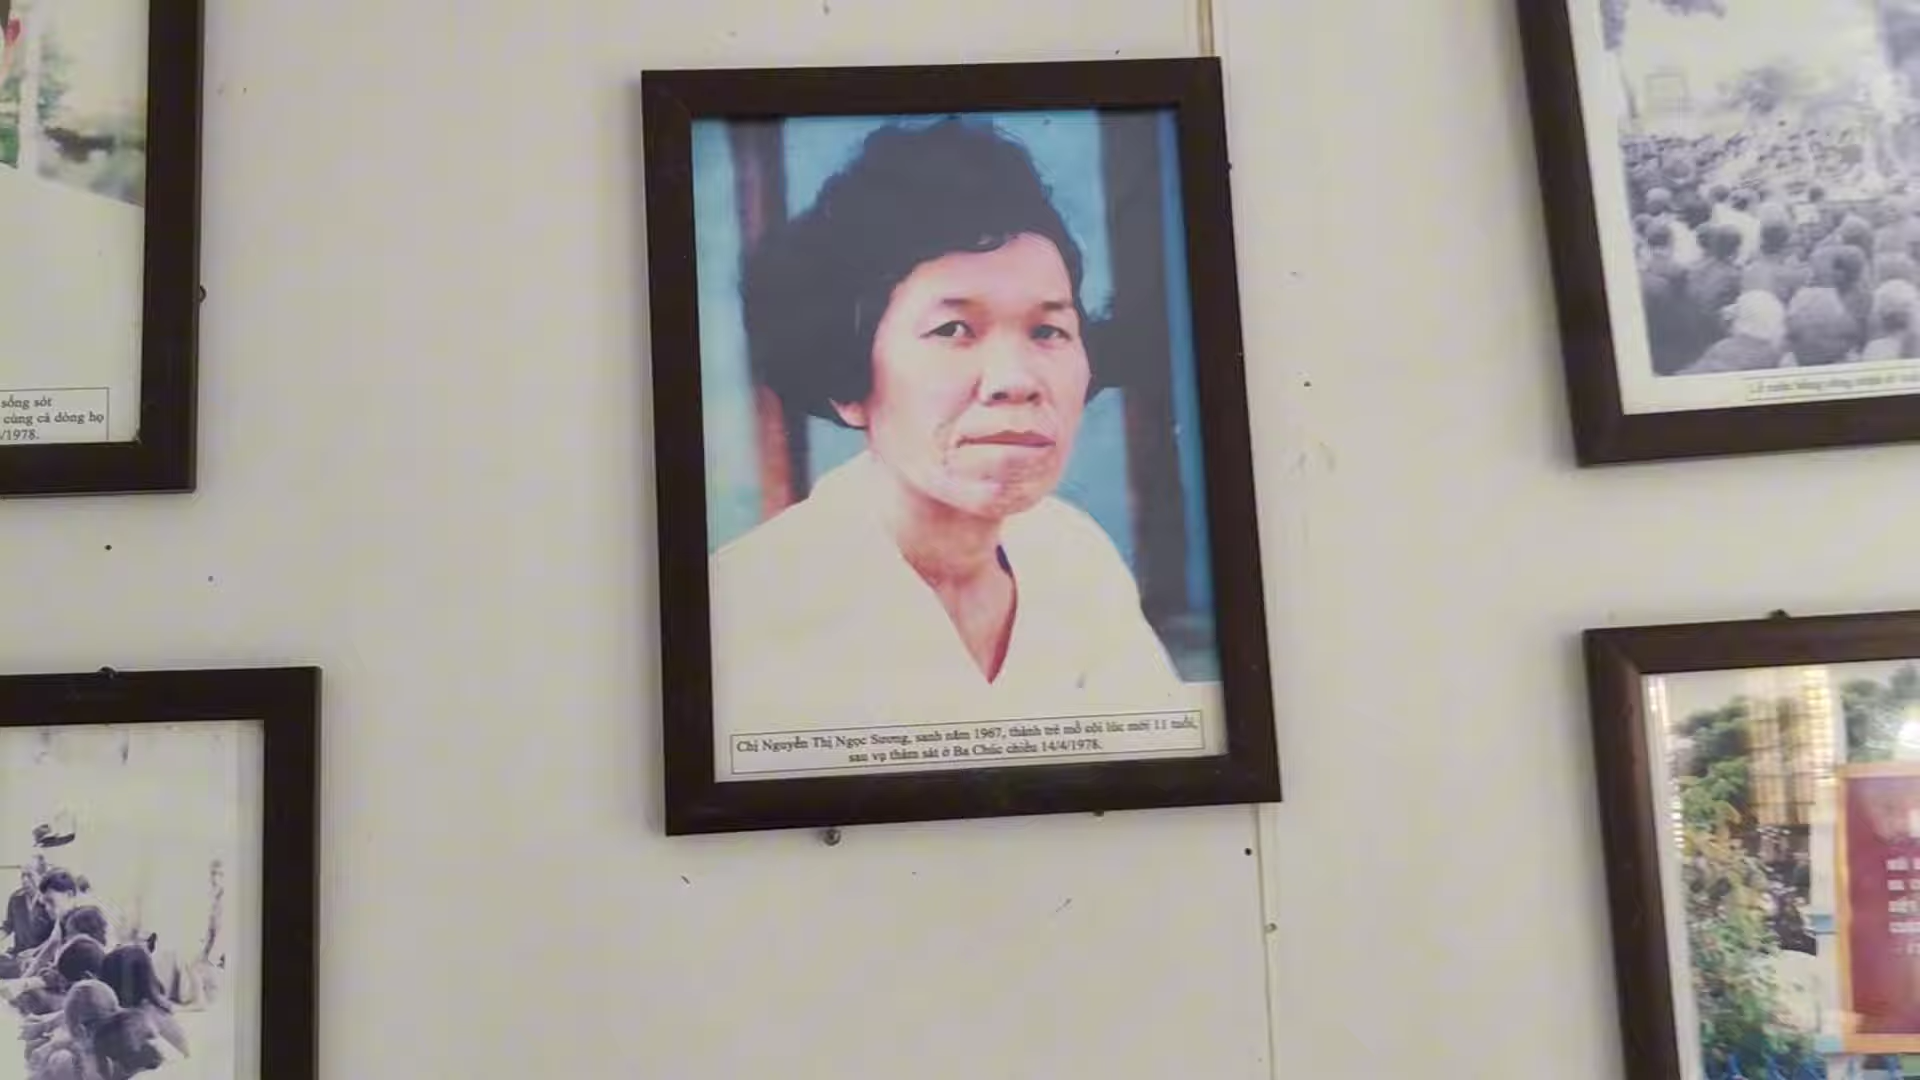 sống sót
cùng cả dòng họ
/1978.
Chị Nguyễn Thị Ngọc Sương, sanh năm 1967, thành trẻ mồ côi lúc mới 11 tuổi,
sau vụ thảm sát ở Ba Chúc chiều 14/4/1978.